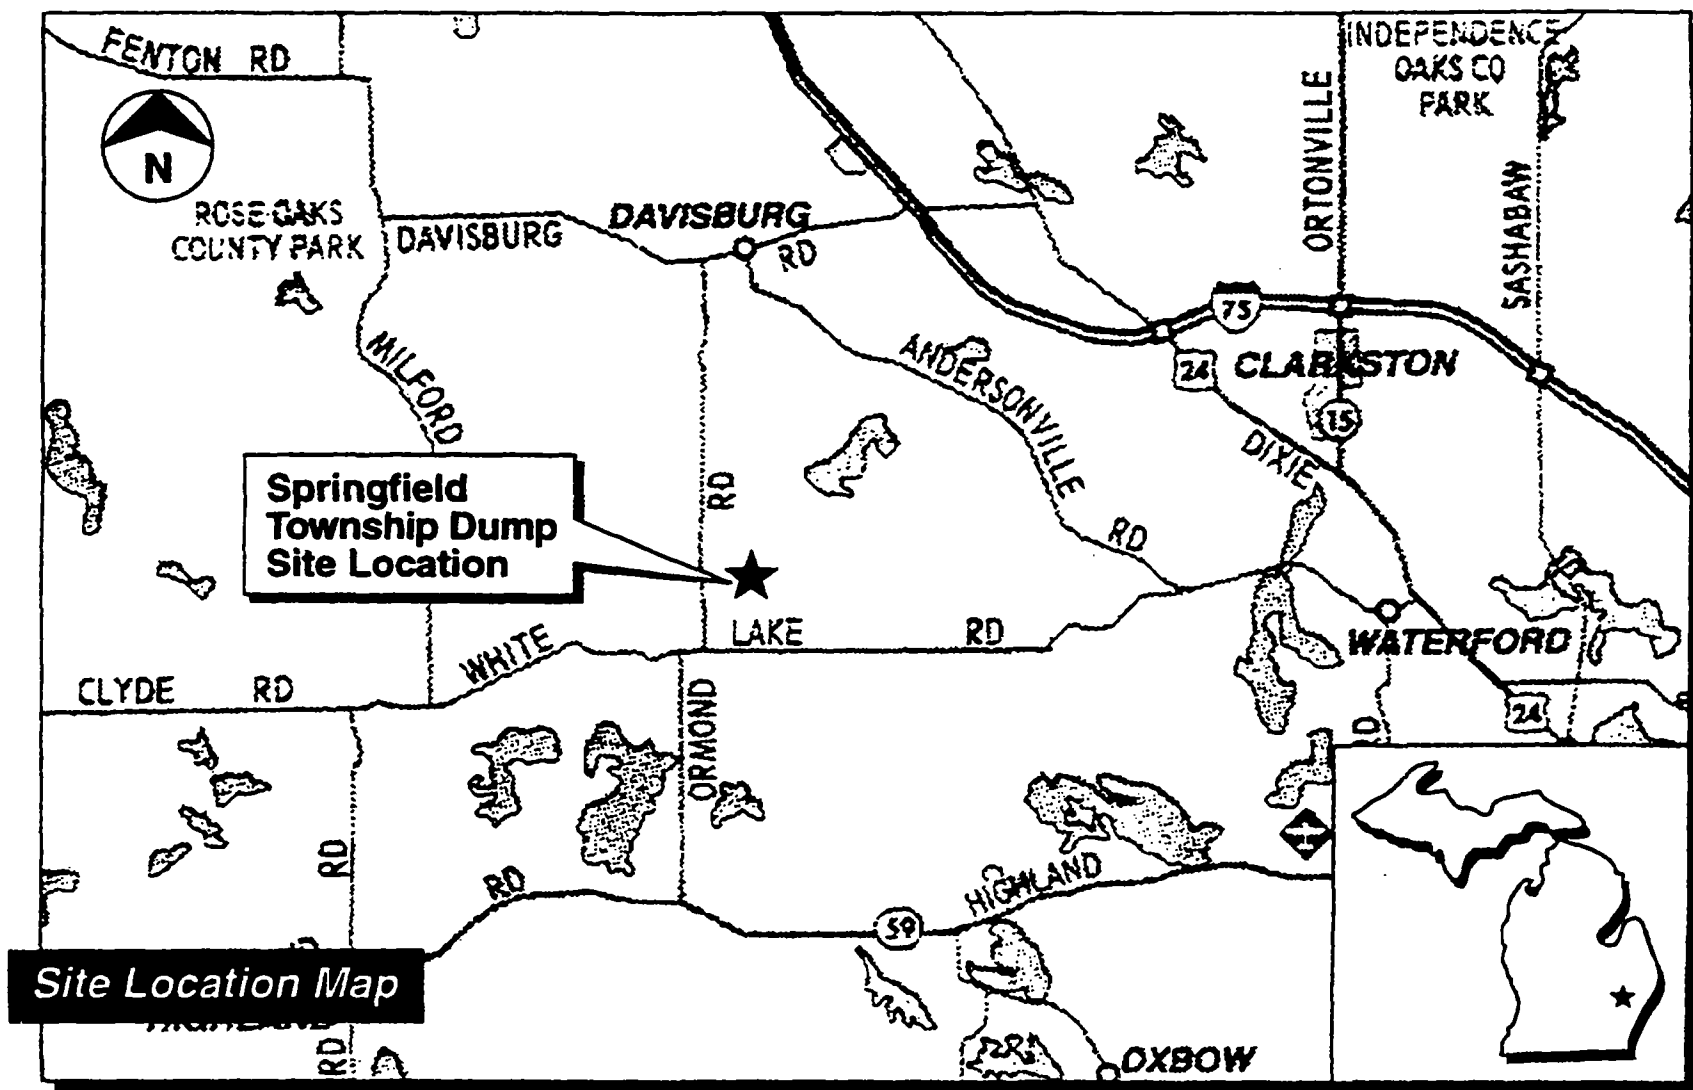 FENTON RD
INDEPENDENCE
OAKS CO
PARK
ORTONVILLE
SASHABAW
N
ROSE OAKS
COUNTY PARK
DAVISBURG
DAVISBURG
RD
75
MILFORD
ANDERSONVILLE
24
CLARKSTON
15
DIXIE
RD
RD
Springfield
Township Dump
Site Location
WHITE
LAKE
RD
WATERFORD
CLYDE RD
24
ORMOND
RD
RD
HIGHLAND
59
Site Location Map
RD
OXBOW